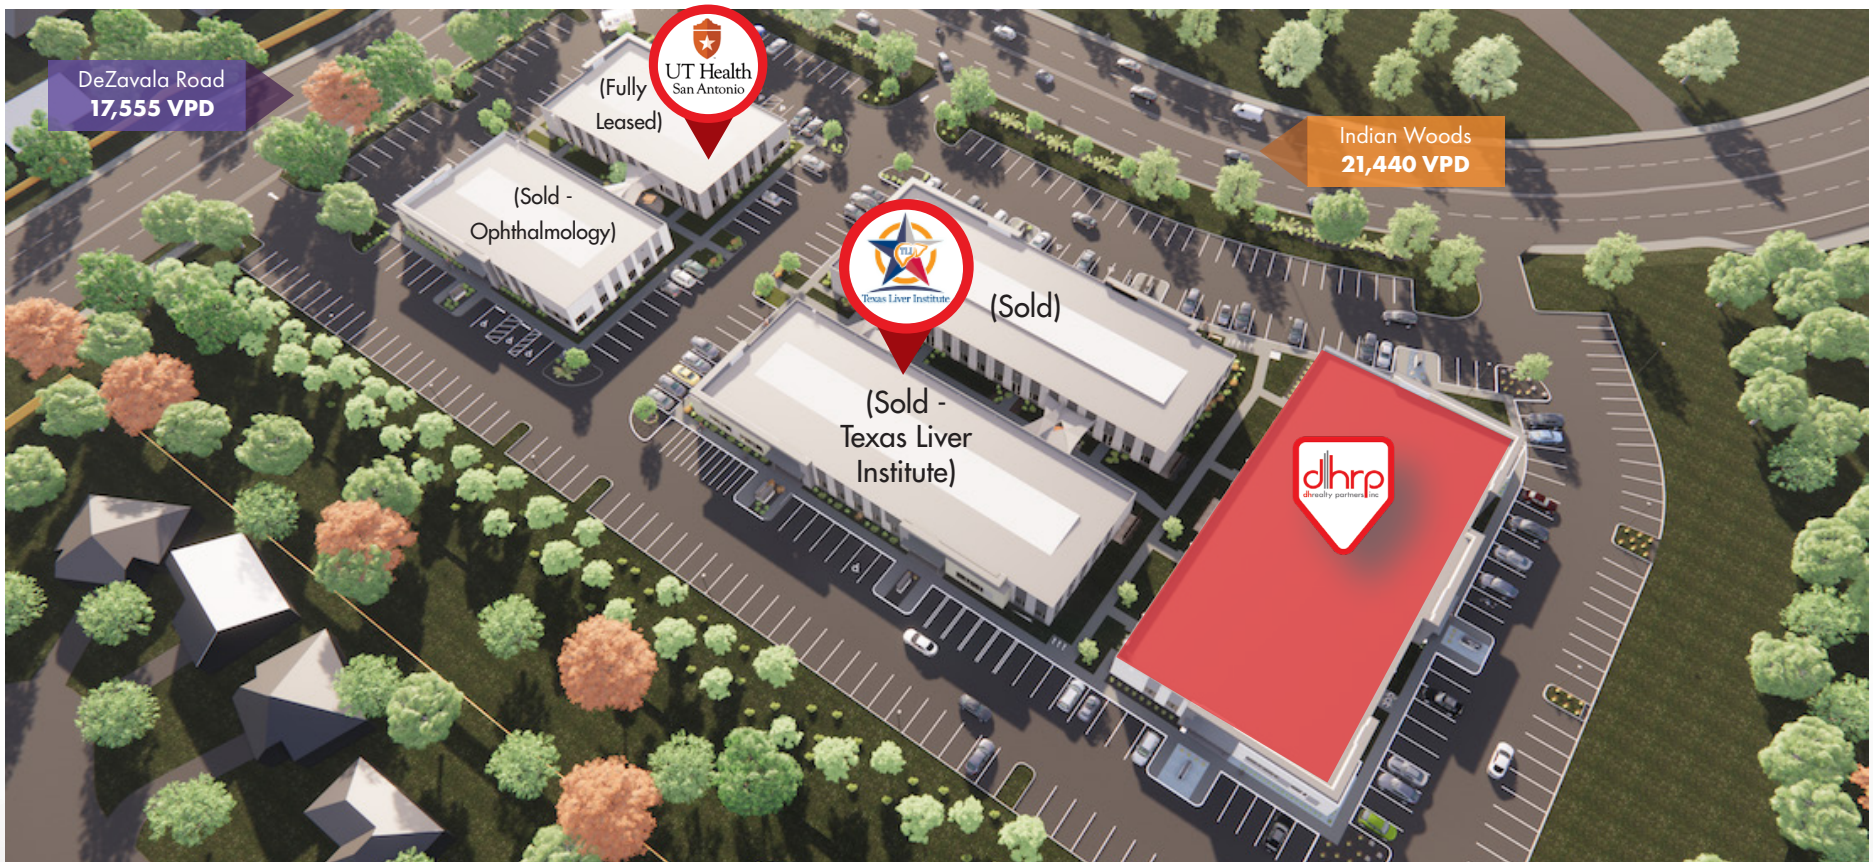 DeZavala Road
17,555 VPD
UT Health
San Antonio
(Fully
Leased)
(Sold -
Ophthalmology)
Indian Woods
21,440 VPD
TLI
Texas Liver Institute
(Sold)
(Sold -
Texas Liver
Institute)
dhrp
dhrealty partners inc